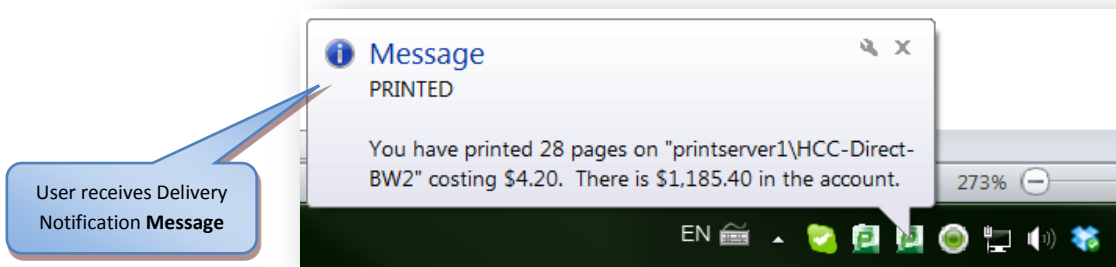 Message
PRINTED
You have printed 28 pages on "printserver1\HCC-Direct-
BW2" costing $4.20.  There is $1,185.40 in the account.
User receives Delivery
Notification Message
273%
EN